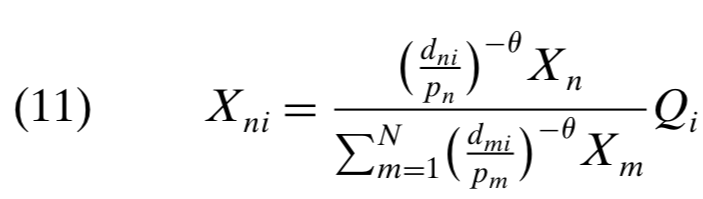 (11) X_{ni} = \frac{\left(\frac{d_{ni}}{p_n}\right)^{-\theta} X_n}{\sum_{m=1}^{N} \left(\frac{d_{mi}}{p_m}\right)^{-\theta} X_m} Q_i